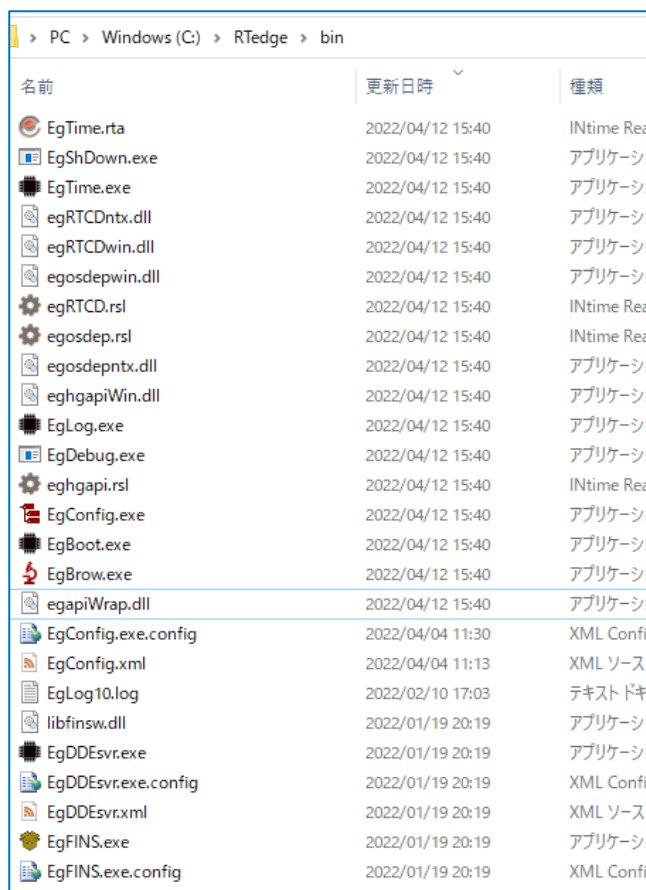 PC › Windows (C:) › RTedge › bin
名前 更新日時 種類
EgTime.rta 2022/04/12 15:40 INtime Rea
EgShDown.exe 2022/04/12 15:40 アプリケーシ
EgTime.exe 2022/04/12 15:40 アプリケーシ
egRTCDntx.dll 2022/04/12 15:40 アプリケーシ
egRTCDwin.dll 2022/04/12 15:40 アプリケーシ
egosdepwin.dll 2022/04/12 15:40 アプリケーシ
egRTCD.rsl 2022/04/12 15:40 INtime Rea
egosdep.rsl 2022/04/12 15:40 INtime Rea
egosdepntx.dll 2022/04/12 15:40 アプリケーシ
eghgapiWin.dll 2022/04/12 15:40 アプリケーシ
EgLog.exe 2022/04/12 15:40 アプリケーシ
EgDebug.exe 2022/04/12 15:40 アプリケーシ
eghgapi.rsl 2022/04/12 15:40 INtime Rea
EgConfig.exe 2022/04/12 15:40 アプリケーシ
EgBoot.exe 2022/04/12 15:40 アプリケーシ
EgBrow.exe 2022/04/12 15:40 アプリケーシ
egapiWrap.dll 2022/04/12 15:40 アプリケーシ
EgConfig.exe.config 2022/04/04 11:30 XML Confi
EgConfig.xml 2022/04/04 11:13 XML ソース
EgLog10.log 2022/02/10 17:03 テキスト ドキ
libfinsw.dll 2022/01/19 20:19 アプリケーシ
EgDDEsvr.exe 2022/01/19 20:19 アプリケーシ
EgDDEsvr.exe.config 2022/01/19 20:19 XML Confi
EgDDEsvr.xml 2022/01/19 20:19 XML ソース
EgFINS.exe 2022/01/19 20:19 アプリケーシ
EgFINS.exe.config 2022/01/19 20:19 XML Confi